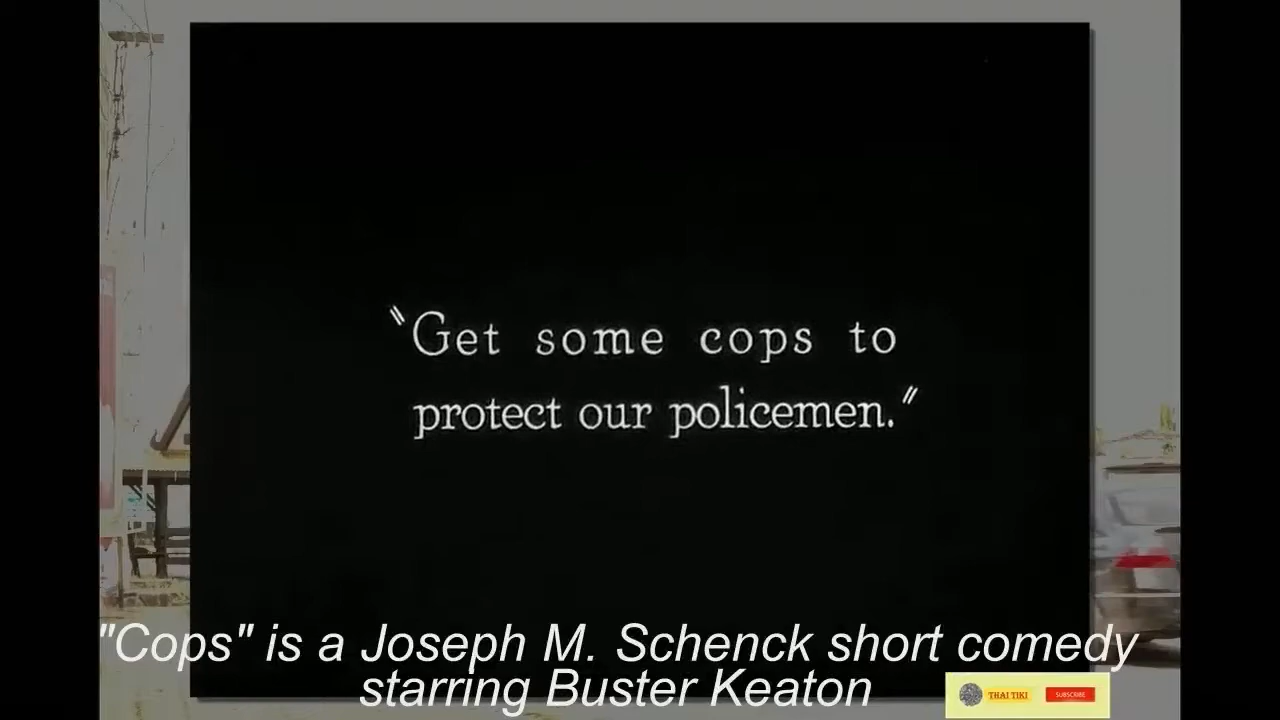 "Get some cops to
protect our policemen."
"Cops" is a Joseph M. Schenck short comedy
starring Buster Keaton
THAI TIKI
SUBSCRIBE